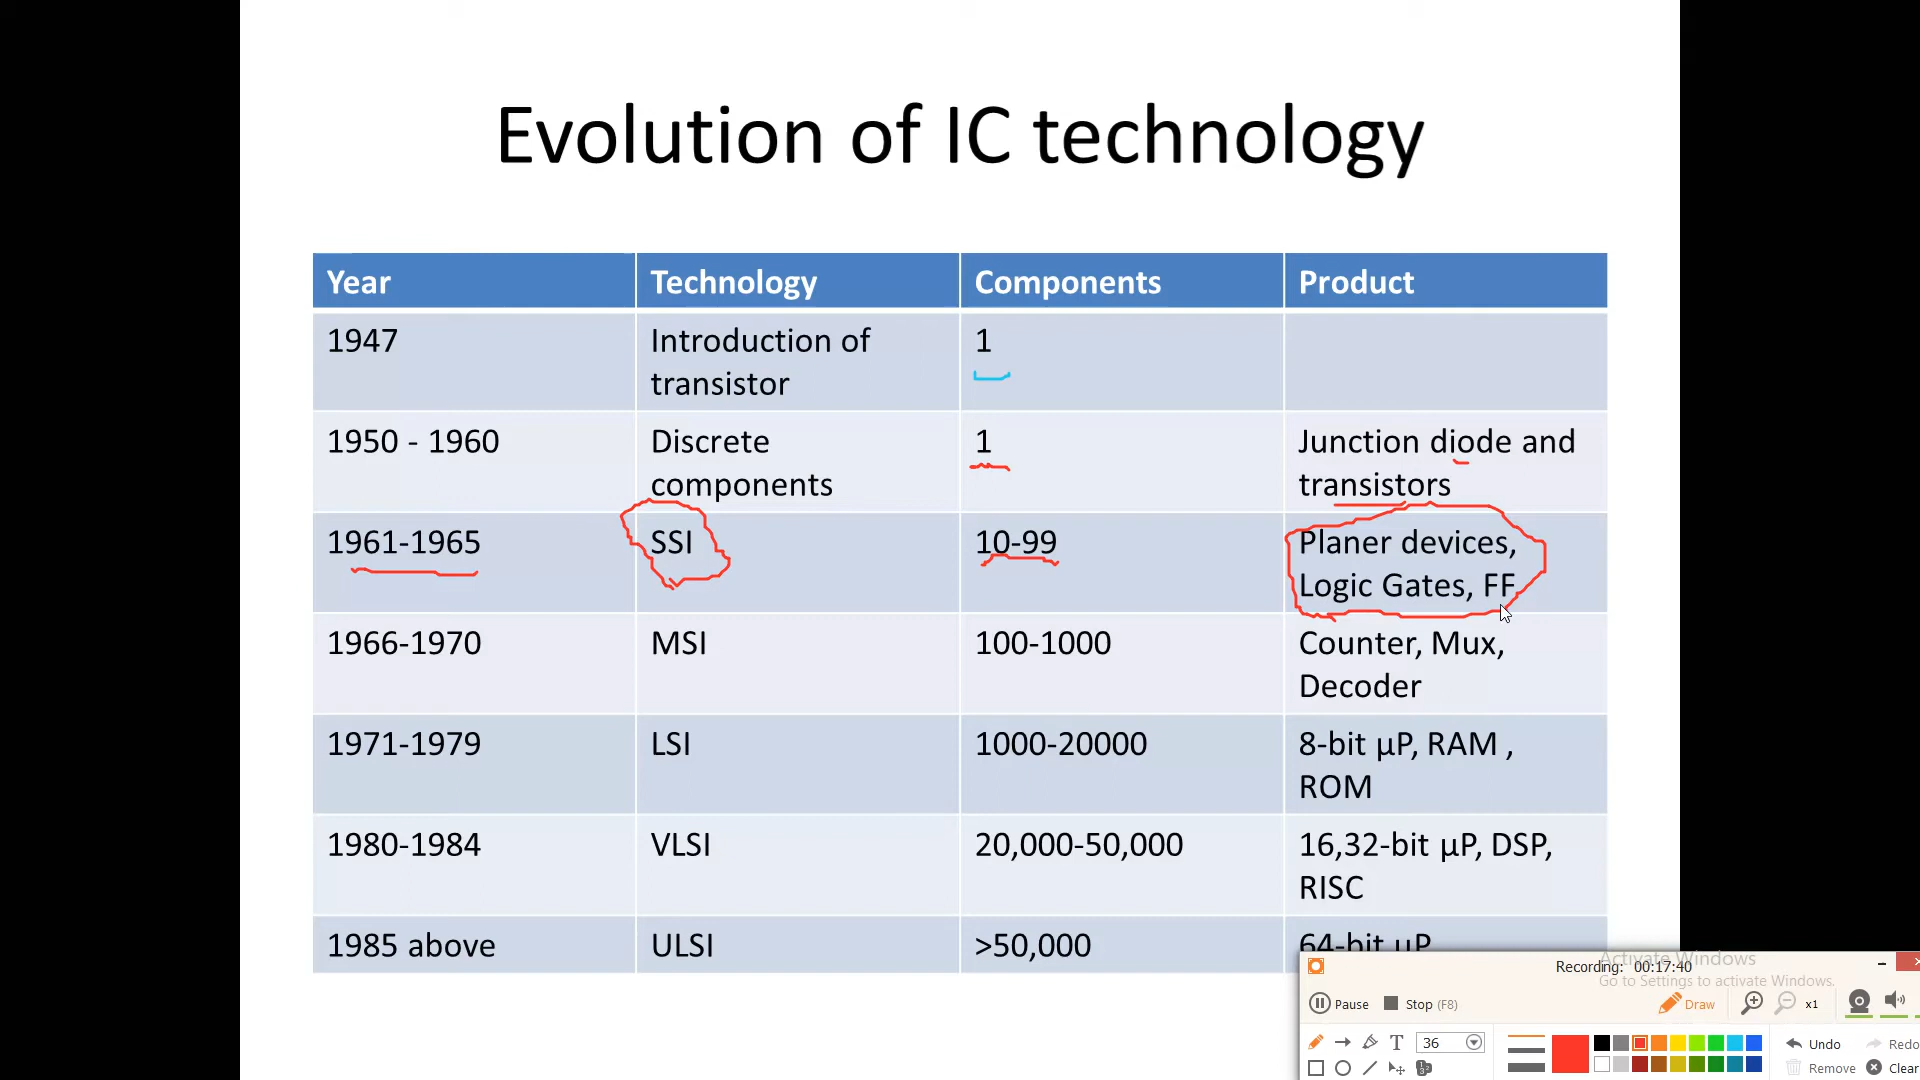 Evolution of IC technology
Year Technology Components Product
1947 Introduction of transistor 1
1950 - 1960 Discrete components 1 Junction diode and transistors
1961-1965 SSI 10-99 Planer devices, Logic Gates, FF
1966-1970 MSI 100-1000 Counter, Mux, Decoder
1971-1979 LSI 1000-20000 8-bit µP, RAM , ROM
1980-1984 VLSI 20,000-50,000 16,32-bit µP, DSP, RISC
1985 above ULSI >50,000 64-bit µP
Activate Windows
Recording: 00:17:40
Go to Settings to activate Windows.
Pause Stop (F8) Draw x1
T 36 Undo Redo
Remove Clear